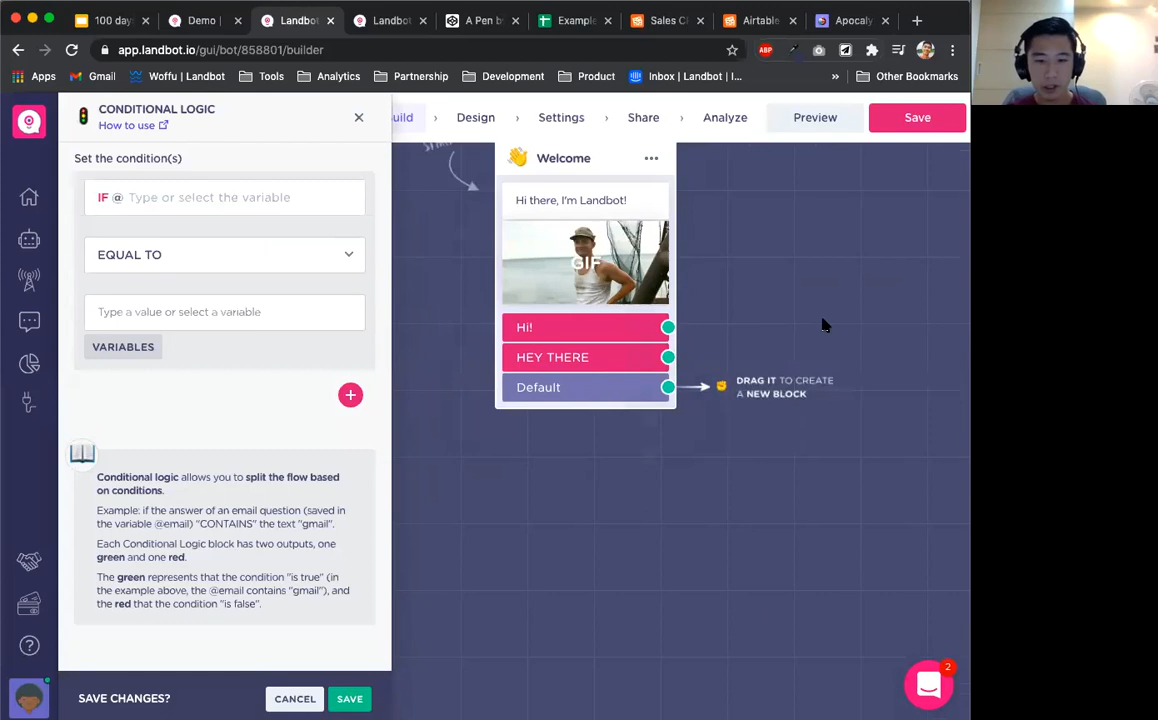 100 day
Demo |
Landbot
Landbot
A Pen by
Example
Sales Cl
Airtable
Apocaly
app.landbot.io/gui/bot/858801/builder
ABP
Apps
Gmail
Woffu | Landbot
Tools
Analytics
Partnership
Development
Product
Inbox | Landbot | I...
»
Other Bookmarks
CONDITIONAL LOGIC
How to use
Build
Design
Settings
Share
Analyze
Preview
Save
Set the condition(s)
IF @ Type or select the variable
EQUAL TO
Type a value or select a variable
VARIABLES
Welcome
Hi there, I'm Landbot!
GIF
Hi!
HEY THERE
Default
DRAG IT TO CREATE
A NEW BLOCK
Conditional logic allows you to split the flow based
on conditions.
Example: if the answer of an email question (saved in
the variable @email) "CONTAINS" the text "gmail".
Each Conditional Logic block has two outputs, one
green and one red.
The green represents that the condition "is true" (in
the example above, the @email contains "gmail"), and
the red that the condition "is false".
SAVE CHANGES?
CANCEL
SAVE
2